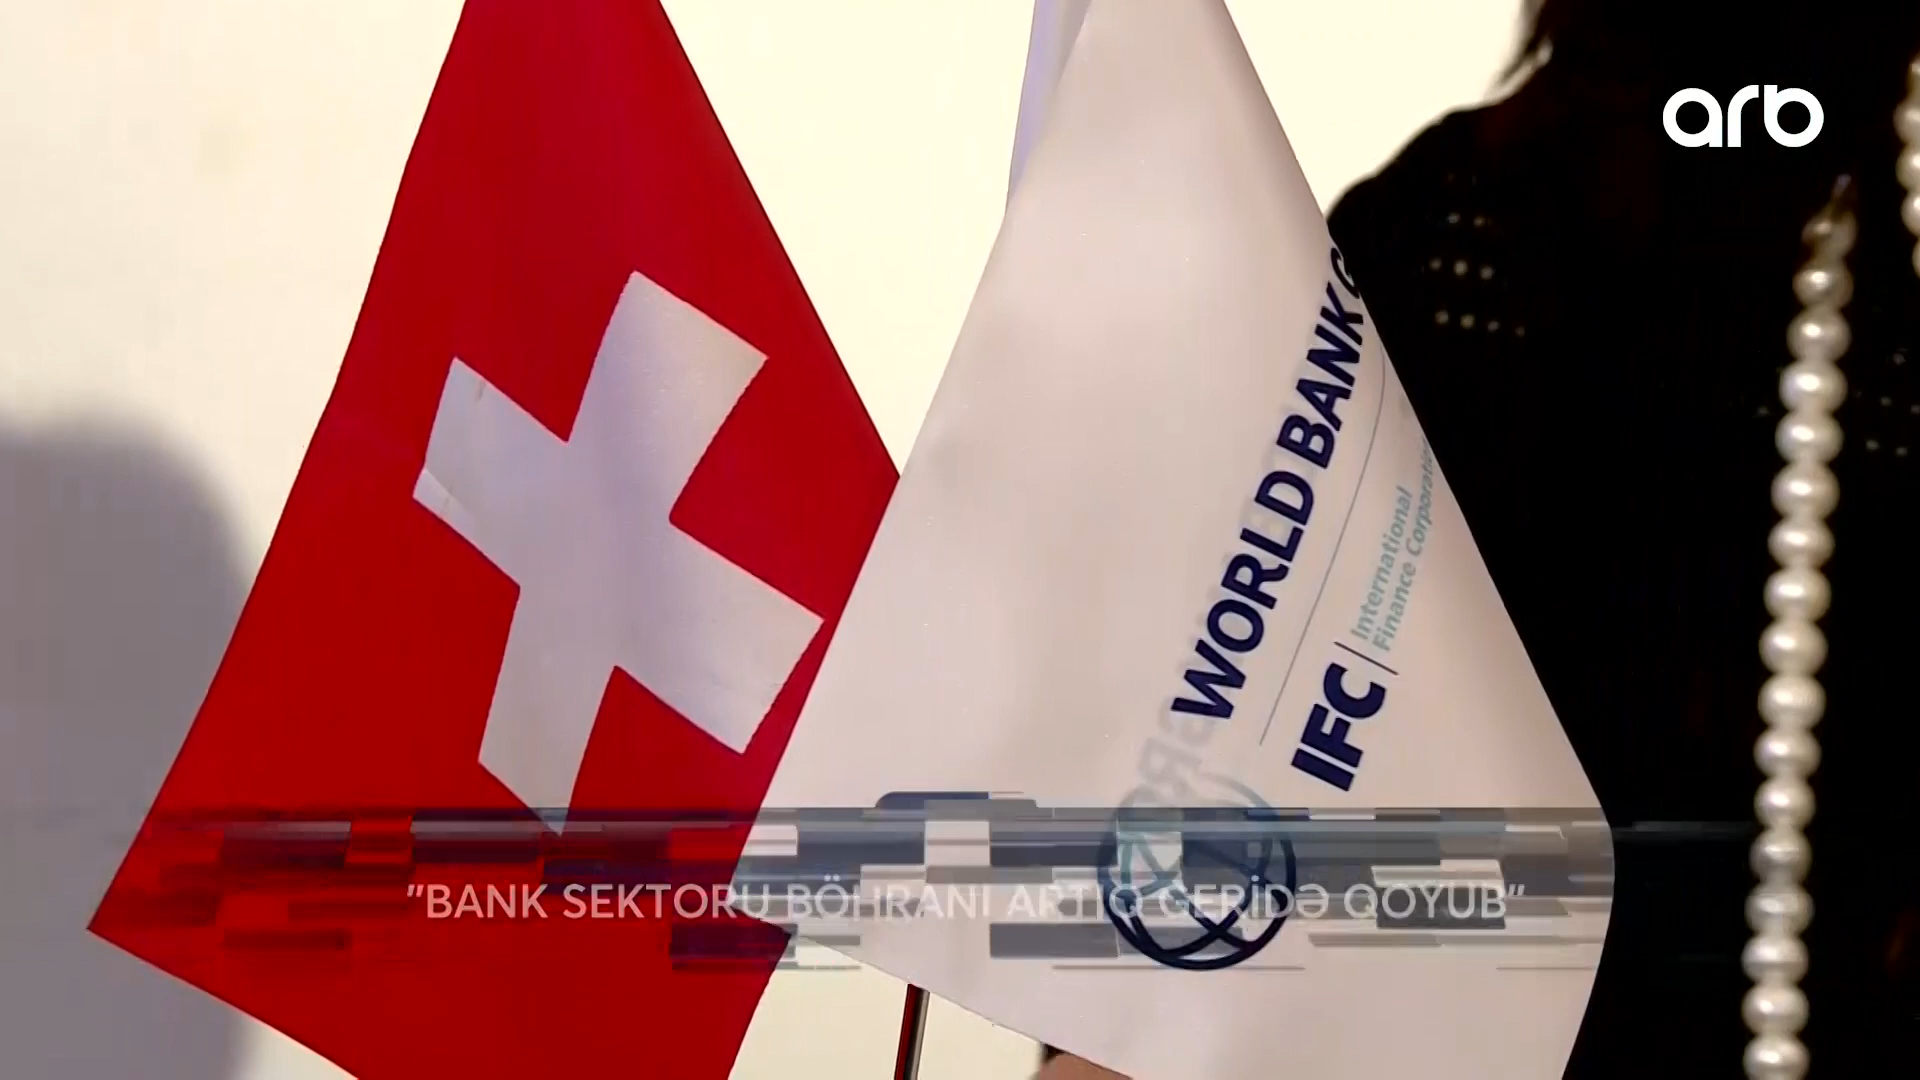 arb
WORLD BANK
IFC
International
Finance Corporation
"BANK SEKTORU BÖHRANI ARTIQ GERİDƏ QOYUB"